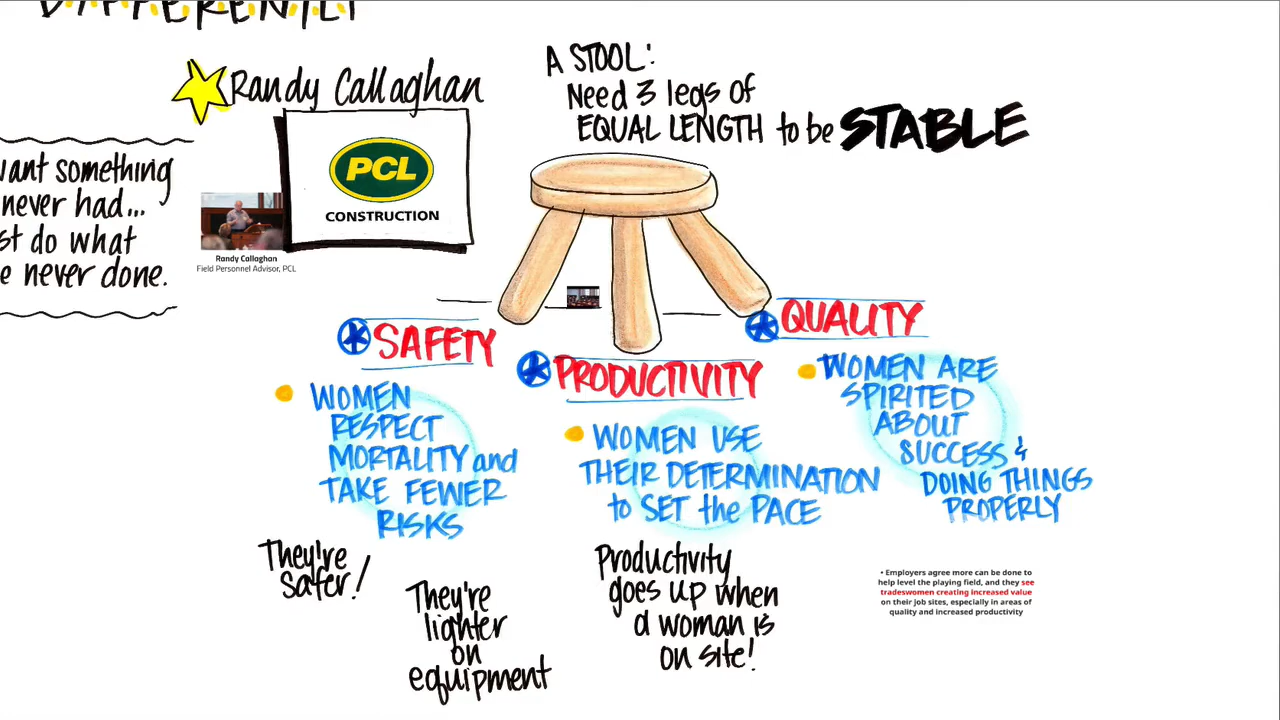 DIFFERENTLY
Randy Callaghan
PCL
CONSTRUCTION
Randy Callaghan
Field Personnel Advisor, PCL
want something
never had...
st do what
e never done.
A STOOL:
Need 3 legs of
EQUAL LENGTH to be STABLE
SAFETY
WOMEN
RESPECT
MORTALITY and
TAKE FEWER
RISKS
They're
safer!
They're
lighter
on
equipment
PRODUCTIVITY
WOMEN USE
THEIR DETERMINATION
to SET the PACE
Productivity
goes up when
a woman is
on site!
QUALITY
WOMEN ARE
SPIRITED
ABOUT
SUCCESS &
DOING THINGS
PROPERLY
• Employers agree more can be done to
help level the playing field, and they see
tradeswomen creating increased value
on their job sites, especially in areas of
quality and increased productivity